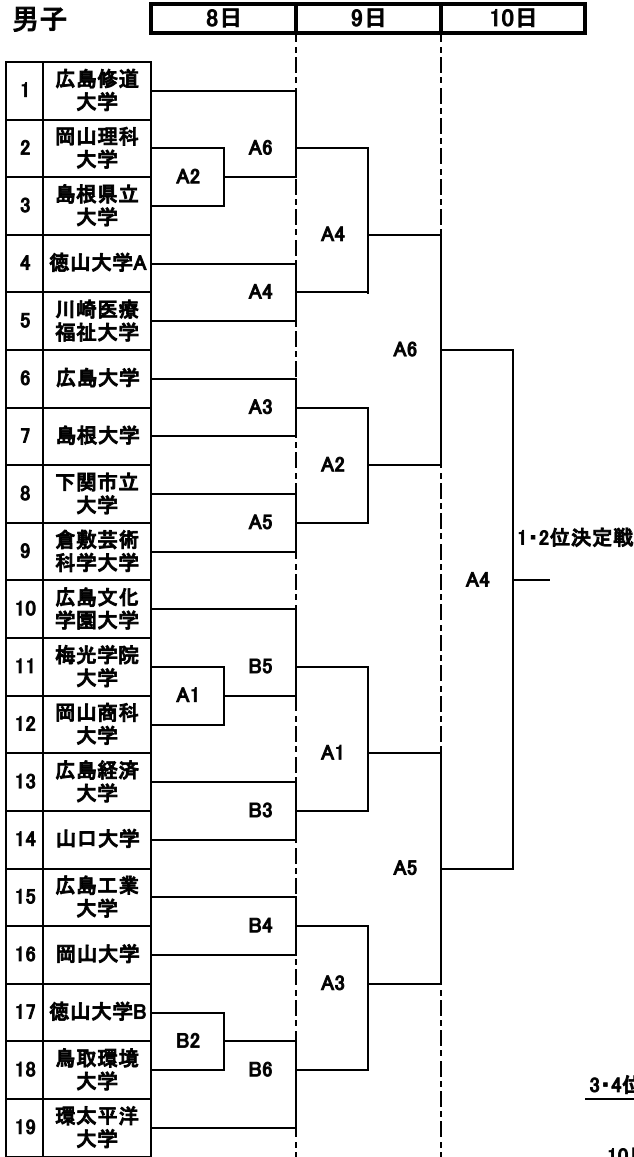 男子
8日 9日 10日
1 広島修道
大学
2 岡山理科
大学
A6
A2
3 島根県立
大学
A4
4 徳山大学A
A4
5 川崎医療
福祉大学
A6
6 広島大学
A3
7 島根大学
A2
8 下関市立
大学
A5
1・2位決定戦
9 倉敷芸術
科学大学
A4
10 広島文化
学園大学
11 梅光学院
大学
B5
A1
12 岡山商科
大学
A1
13 広島経済
大学
B3
14 山口大学
A5
15 広島工業
大学
B4
16 岡山大学
A3
17 徳山大学B
B2
18 鳥取環境
大学
B6
3・4位
19 環太平洋
大学